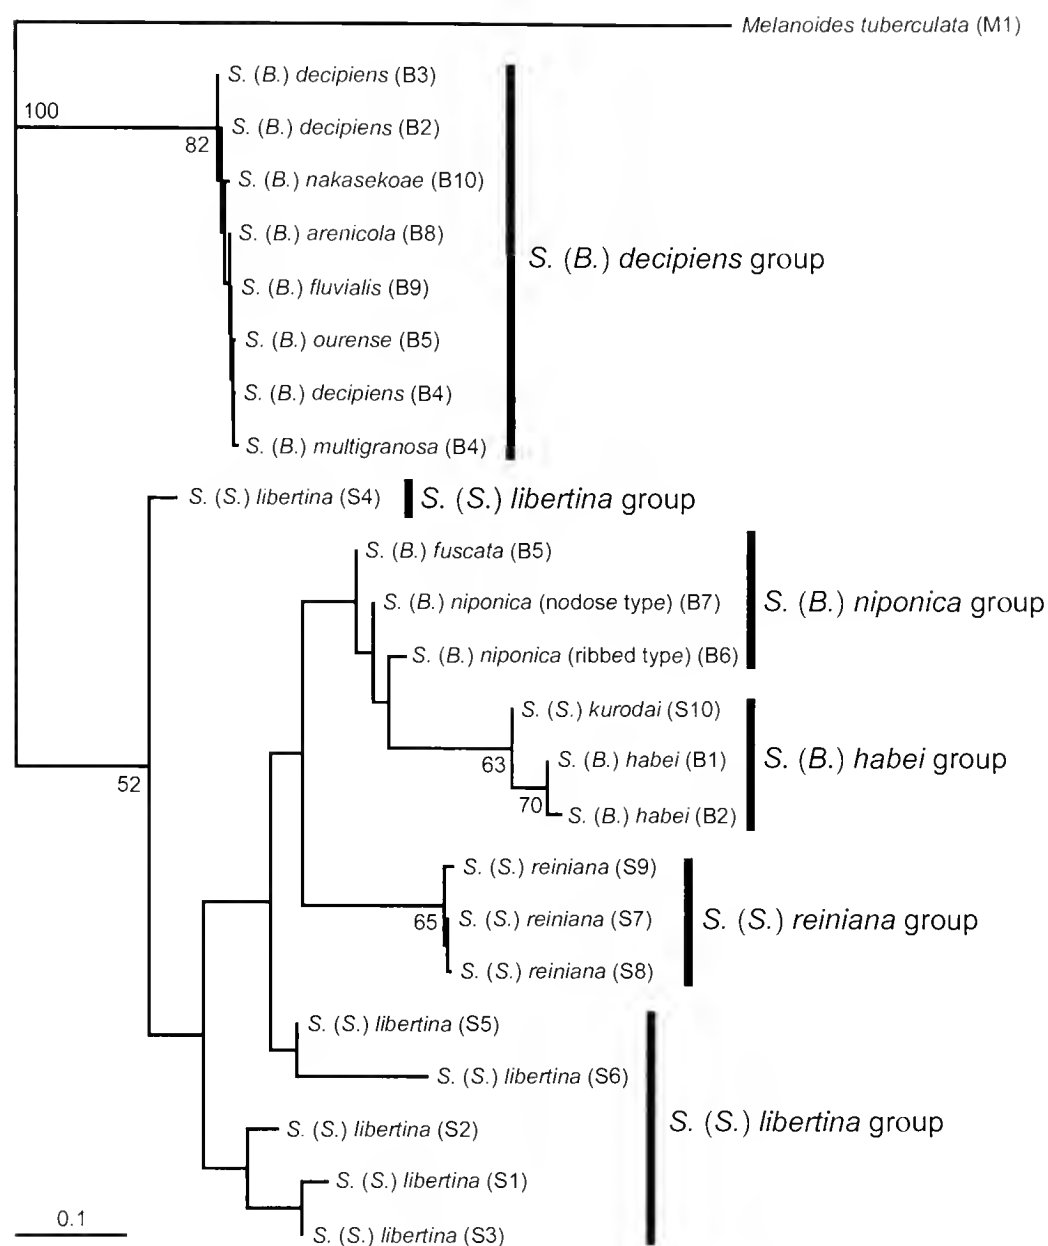 Melanoides tuberculata (M1)
S. (B.) decipiens (B3)
100
S. (B.) decipiens (B2)
82
S. (B.) nakasekoae (B10)
S. (B.) arenicola (B8)
S. (B.) decipiens group
S. (B.) fluvialis (B9)
S. (B.) ourense (B5)
S. (B.) decipiens (B4)
S. (B.) multigranosa (B4)
S. (S.) libertina (S4)
S. (S.) libertina group
S. (B.) fuscata (B5)
S. (B.) niponica (nodose type) (B7)
S. (B.) niponica group
S. (B.) niponica (ribbed type) (B6)
S. (S.) kurodai (S10)
63
S. (B.) habei (B1)
S. (B.) habei group
52
70
S. (B.) habei (B2)
S. (S.) reiniana (S9)
65
S. (S.) reiniana (S7)
S. (S.) reiniana group
S. (S.) reiniana (S8)
S. (S.) libertina (S5)
S. (S.) libertina (S6)
S. (S.) libertina group
S. (S.) libertina (S2)
S. (S.) libertina (S1)
0.1
S. (S.) libertina (S3)